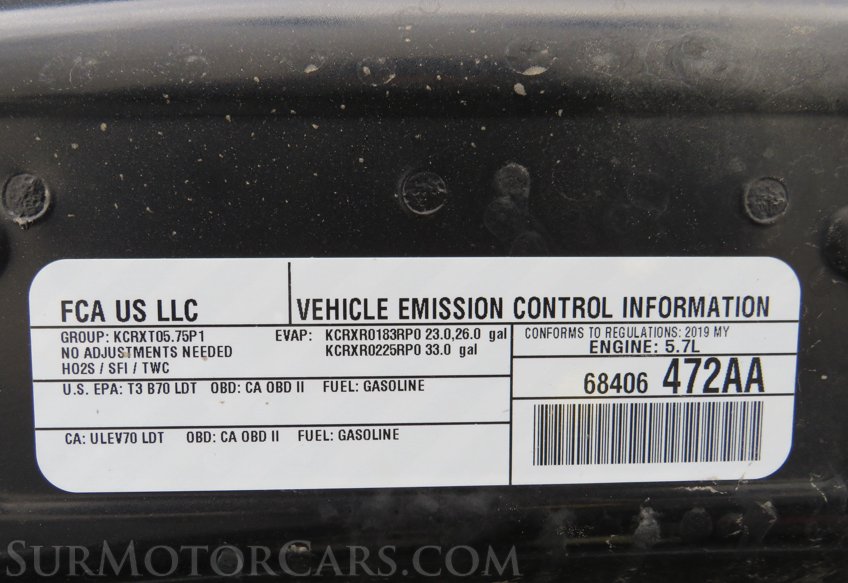 FCA US LLC
VEHICLE EMISSION CONTROL INFORMATION
GROUP: KCRXT05.75P1 EVAP: KCRXR0183RP0 23.0,26.0 gal
NO ADJUSTMENTS NEEDED KCRXR0225RP0 33.0 gal
HO2S / SFI / TWC
CONFORMS TO REGULATIONS: 2019 MY
ENGINE: 5.7L
U.S. EPA: T3 B70 LDT OBD: CA OBD II FUEL: GASOLINE
68406 472AA
CA: ULEV70 LDT OBD: CA OBD II FUEL: GASOLINE
SurMotorCars.com